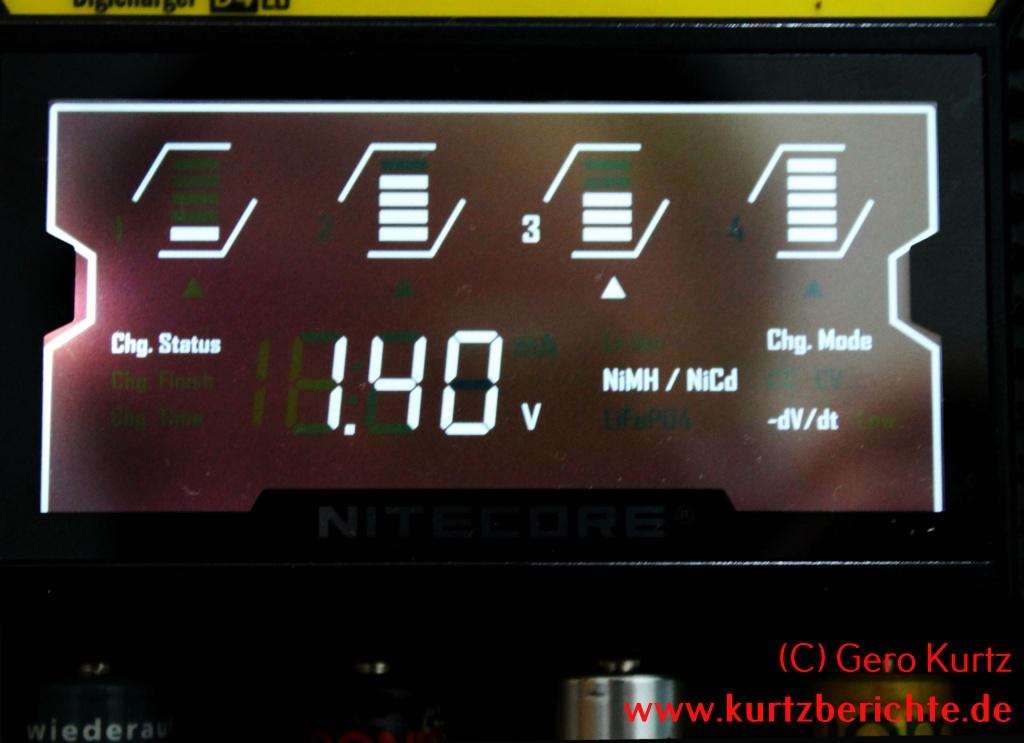 Digicharger D4 EU
1 2 3 4
Chg. Status
Chg. Mode
Chg. Finish
mA
Li-ion
CC CV
1.40 V
NiMH / NiCd
Chg. Time
LiFePO4
-dV/dt Low
NITECORE®
wiederau
(C) Gero Kurtz
www.kurtzberichte.de